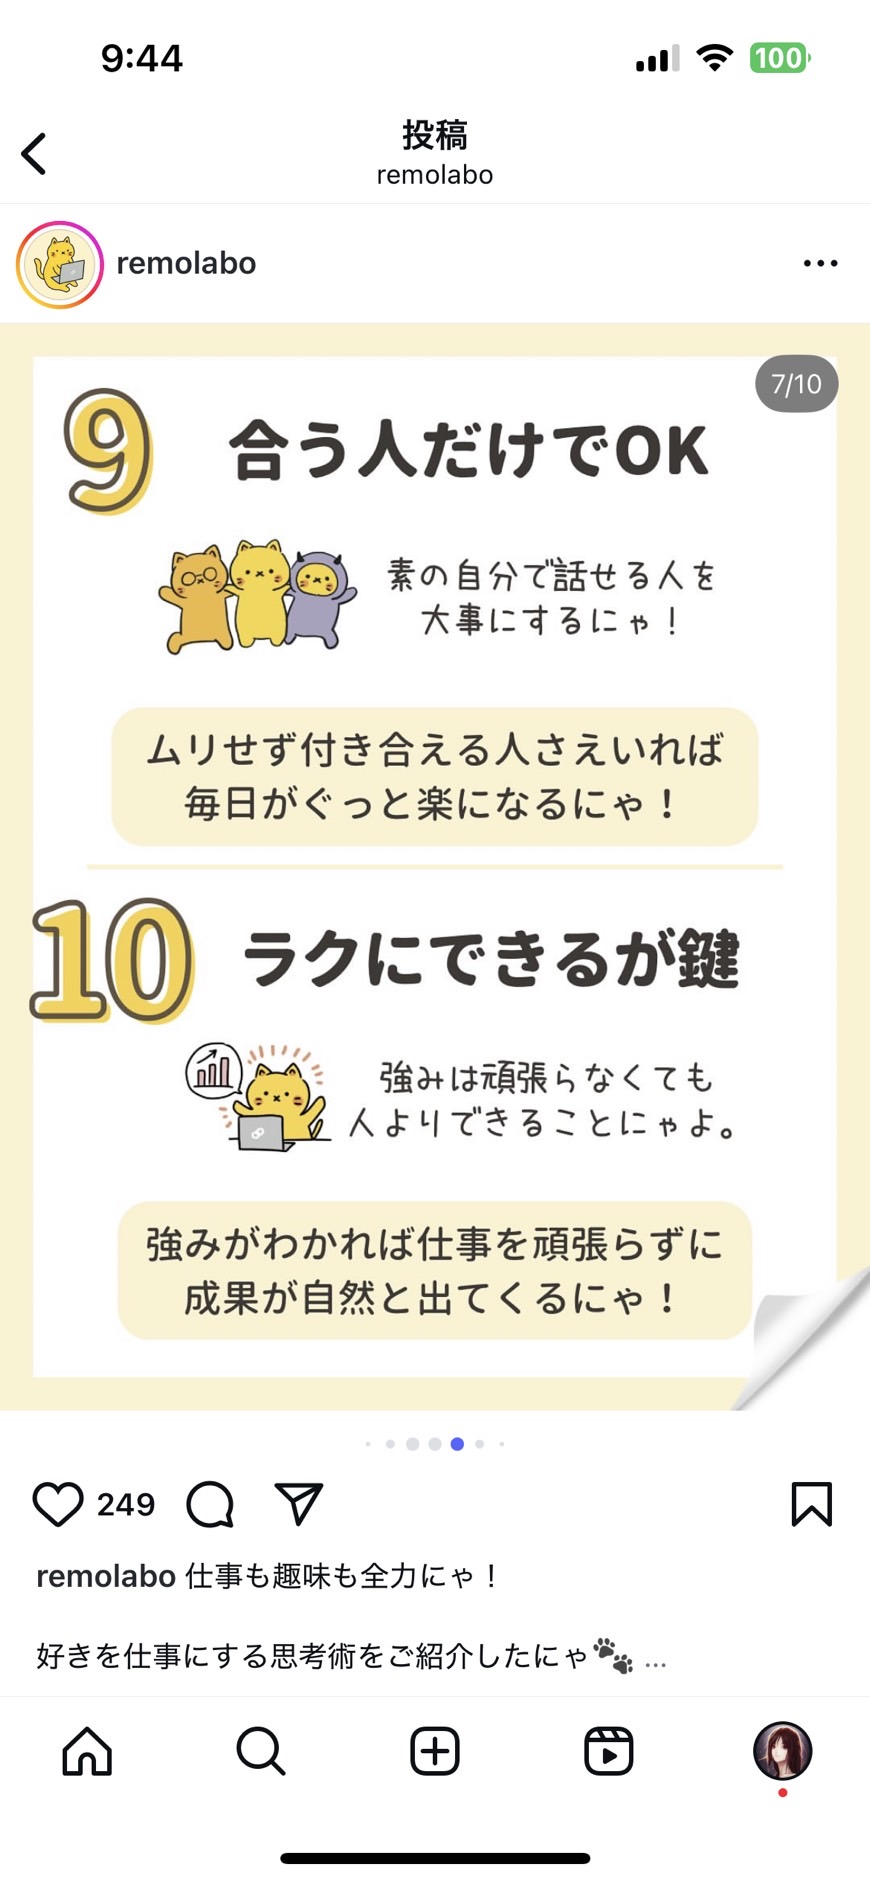 9:44
100
投稿
remolabo
remolabo
7/10
9
合う人だけでOK
素の自分で話せる人を
大事にするにゃ！
ムリせず付き合える人さえいれば
毎日がぐっと楽になるにゃ！
10
ラクにできるが鍵
強みは頑張らなくても
人よりできることにゃよ。
強みがわかれば仕事を頑張らずに
成果が自然と出てくるにゃ！
249
remolabo 仕事も趣味も全力にゃ！
好きを仕事にする思考術をご紹介したにゃ🐾 ...